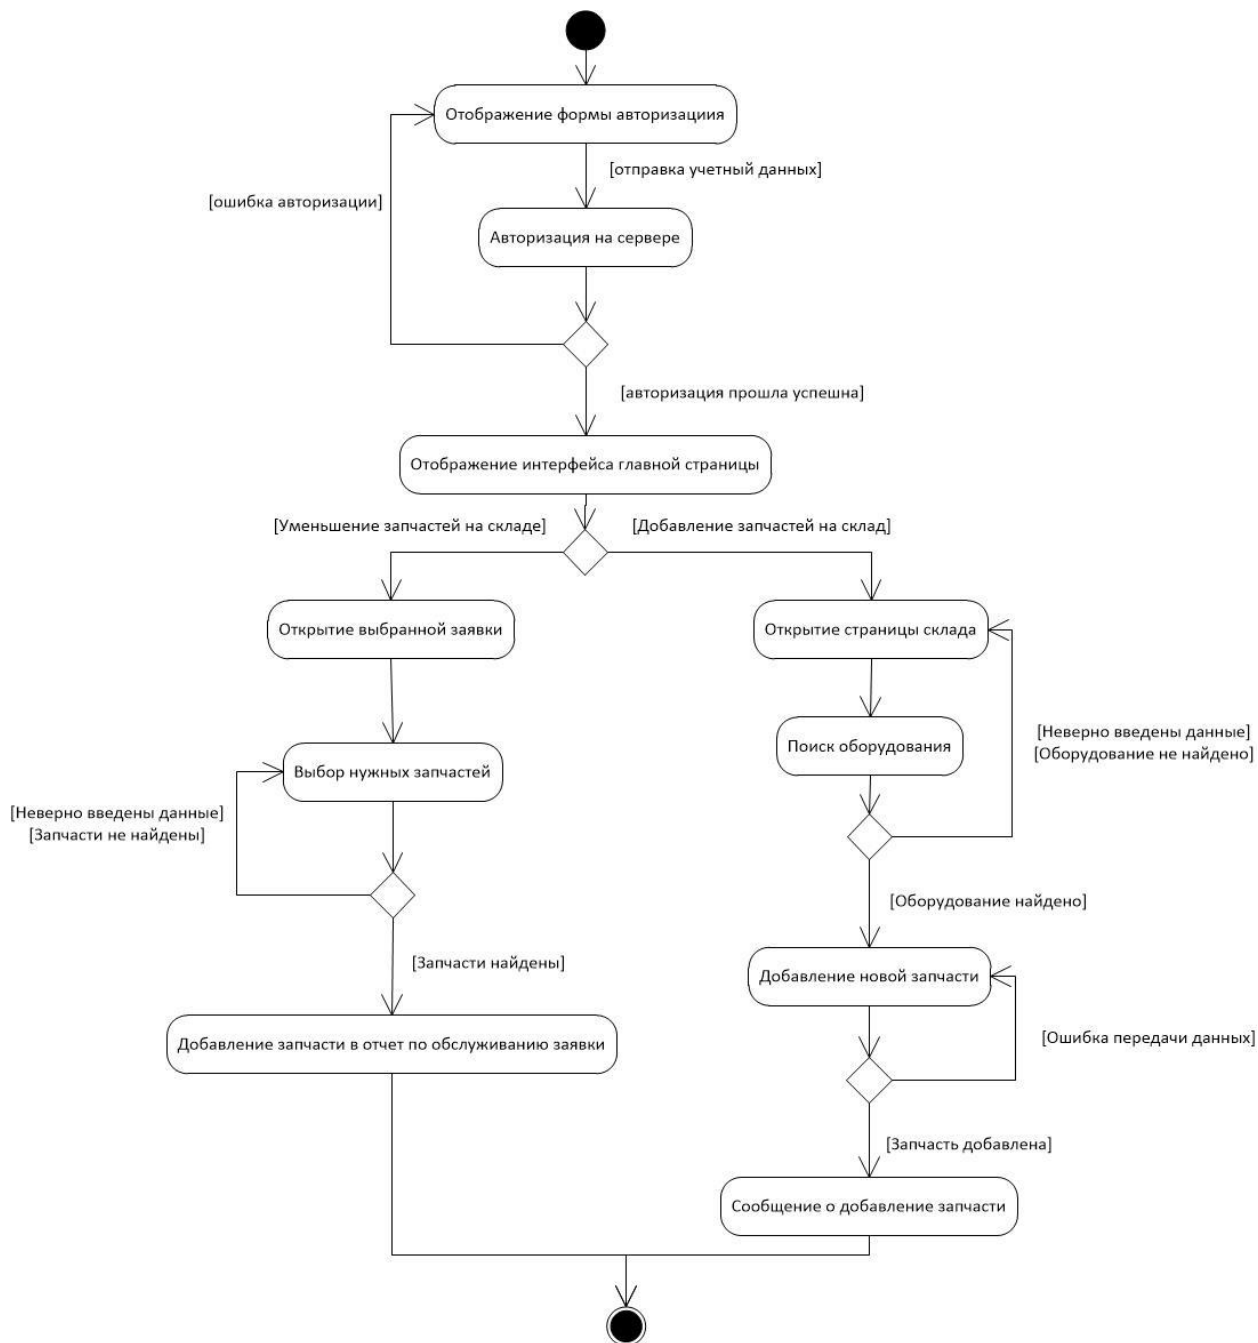 Отображение формы авторизациия
[отправка учетный данных]
[ошибка авторизации]
Авторизация на сервере
[авторизация прошла успешна]
Отображение интерфейса главной страницы
[Уменьшение запчастей на складе]
[Добавление запчастей на склад]
Открытие выбранной заявки
Открытие страницы склада
[Неверно введены данные]
[Оборудование не найдено]
Поиск оборудования
Выбор нужных запчастей
[Неверно введены данные]
[Запчасти не найдены]
[Оборудование найдено]
[Запчасти найдены]
Добавление новой запчасти
[Ошибка передачи данных]
Добавление запчасти в отчет по обслуживанию заявки
[Запчасть добавлена]
Сообщение о добавление запчасти